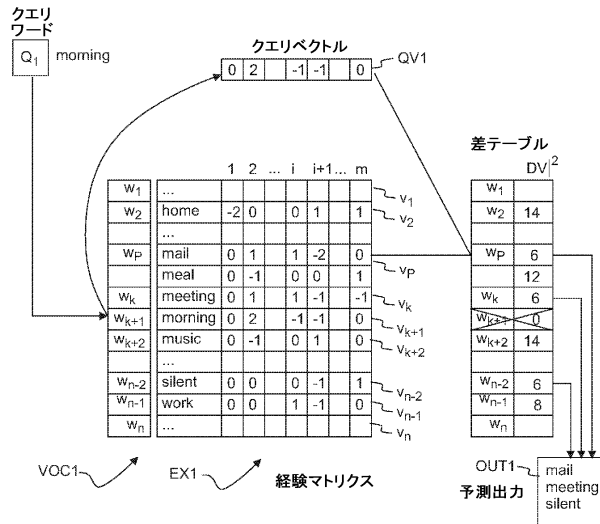 クエリ
ワード
Q1 morning
クエリベクトル
0 2 -1 -1 0
QV1
差テーブル
|DV|2
1 2 ... i i+1... m
w1 ... v1
w2 home -2 0 0 1 1 v2
...
wP mail 0 1 1 -2 0 vP
meal 0 -1 0 0 1
wk meeting 0 1 1 -1 -1 vk
wk+1 morning 0 2 -1 -1 0 vk+1
wk+2 music 0 -1 0 1 0 vk+2
...
wn-2 silent 0 0 0 -1 1 vn-2
wn-1 work 0 0 1 -1 0 vn-1
wn ... vn
w1
w2 14
wP 6
12
wk 6
wk+1 0
wk+2 14
wn-2 6
wn-1 8
wn
VOC1
EX1
経験マトリクス
OUT1
予測出力
mail
meeting
silent